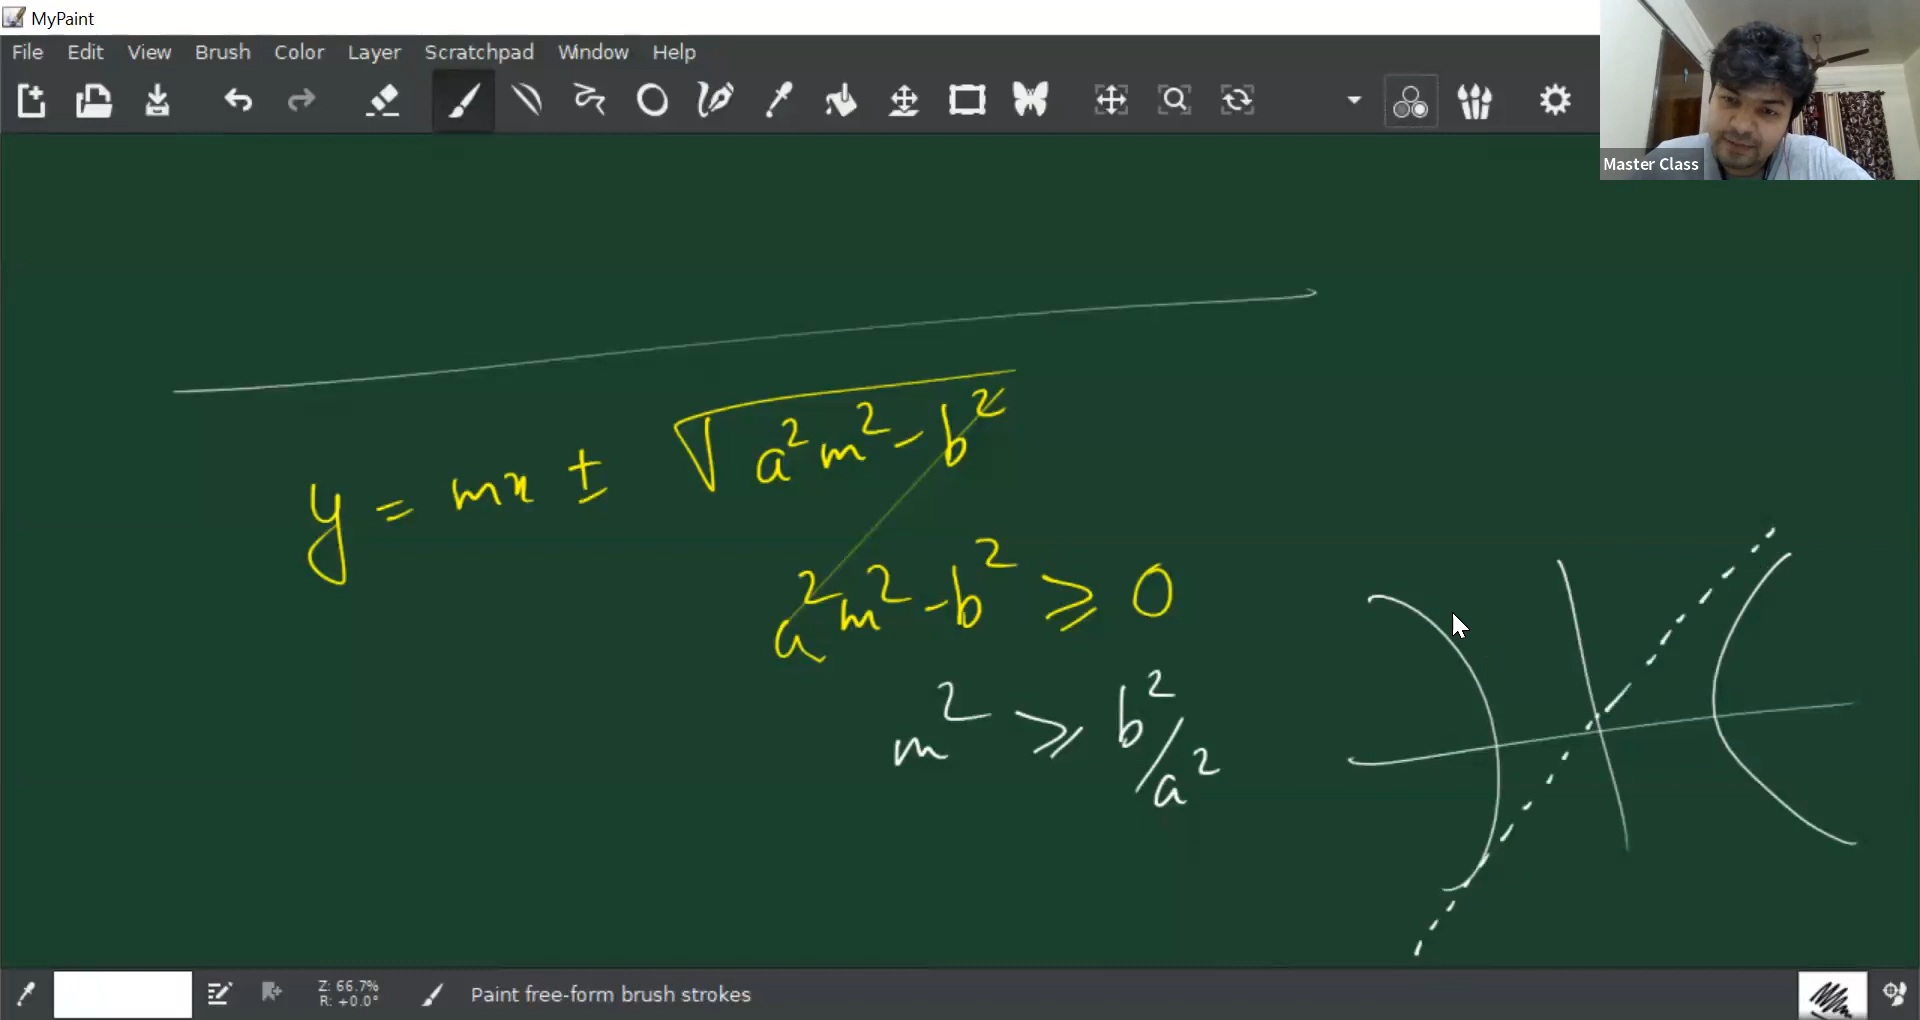 MyPaint
File Edit View Brush Color Layer Scratchpad Window Help
Master Class
y = mx ± √(a²m² - b²)
a²m² - b² ≥ 0
m² ≥ b²/a²
Z: 66.7%
R: +0.0°
Paint free-form brush strokes